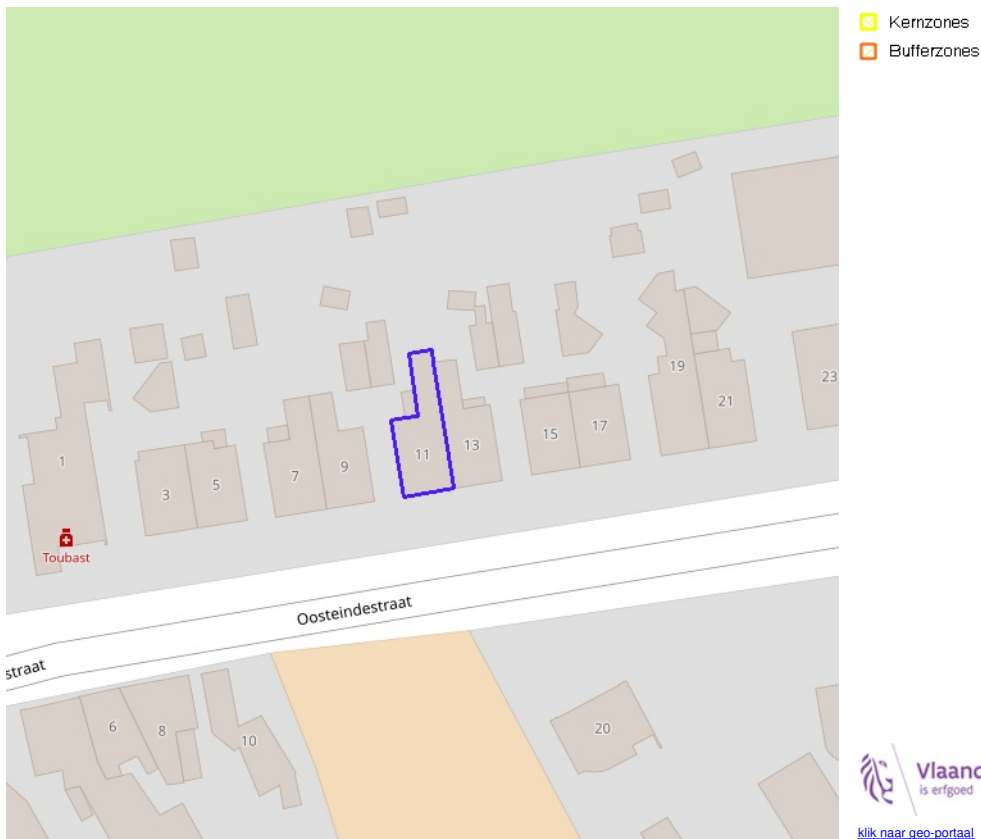 Kernzones
Bufferzones
19
23
21
17
15
13
11
9
7
5
3
1
Toubast
Oosteindestraat
straat
6
8
10
20
Vlaand
is erfgoed
klik naar geo-portaal